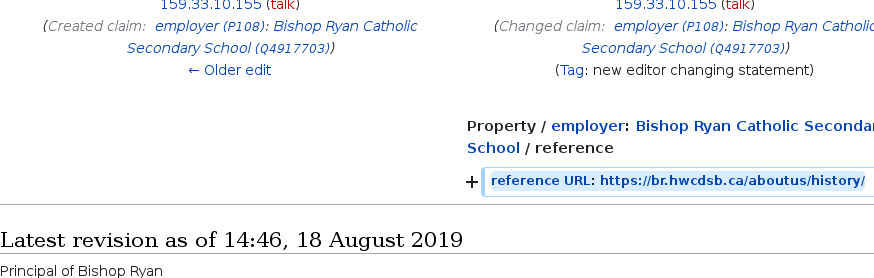 159.33.10.155 (talk)
(Created claim: employer (P108): Bishop Ryan Catholic
Secondary School (Q4917703))
← Older edit
159.33.10.155 (talk)
(Changed claim: employer (P108): Bishop Ryan Catholic
Secondary School (Q4917703))
(Tag: new editor changing statement)
Property / employer: Bishop Ryan Catholic Secondary
School / reference
+ reference URL: https://br.hwcdsb.ca/aboutus/history/
Latest revision as of 14:46, 18 August 2019
Principal of Bishop Ryan